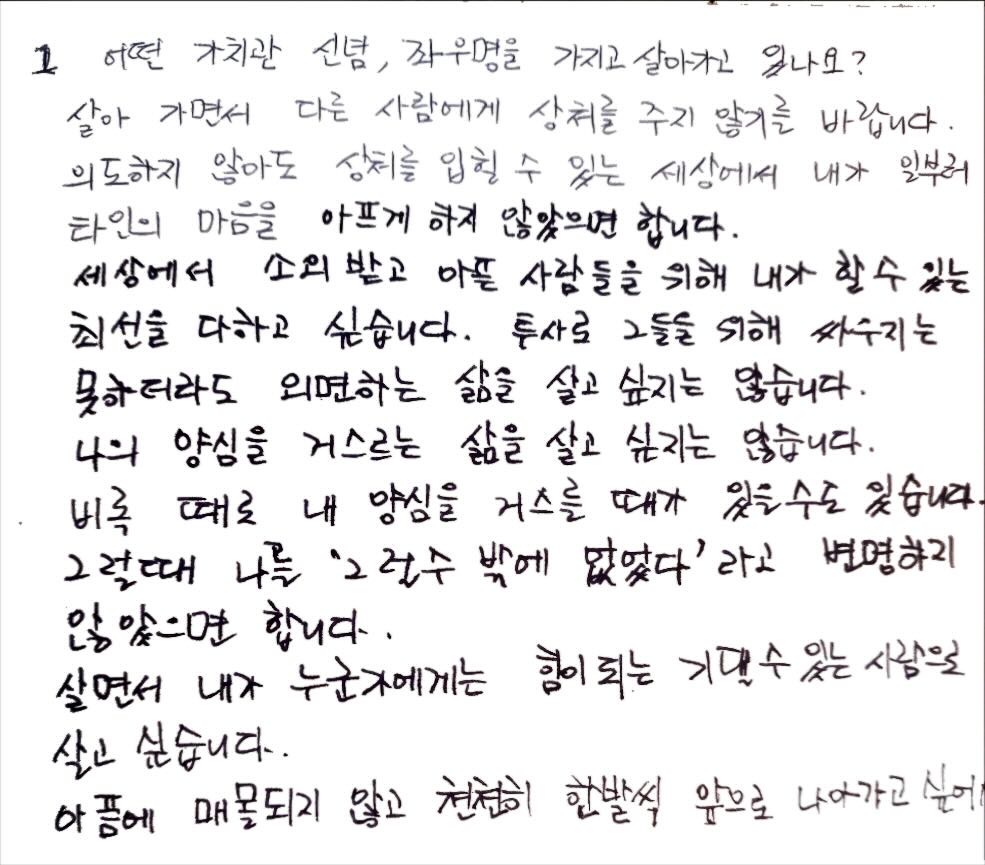 1 어떤 가치관 신념, 좌우명을 가지고 살아가고 있나요?
살아 가면서 다른 사람에게 상처를 주지 않기를 바랍니다.
의도하지 않아도 상처를 입힐 수 있는 세상에서 내가 일부러
타인의 마음을 아프게 하지 않았으면 합니다.
세상에서 소외 받고 아픈 사람들을 위해 내가 할 수 있는
최선을 다하고 싶습니다. 투사로 그들을 위해 싸우지는
못하더라도 외면하는 삶을 살고 싶지는 않습니다.
나의 양심을 거스르는 삶을 살고 싶지는 않습니다.
비록 때로 내 양심을 거스를 때가 있을수도 있습니다.
그럴때 나를 '그럴수 밖에 없었다' 라고 변명하지
않았으면 합니다.
살면서 내가 누군가에게는 힘이 되는 기댈 수 있는 사람으로
살고 싶습니다.
아픔에 매몰되지 않고 천천히 한발씩 앞으로 나아가고